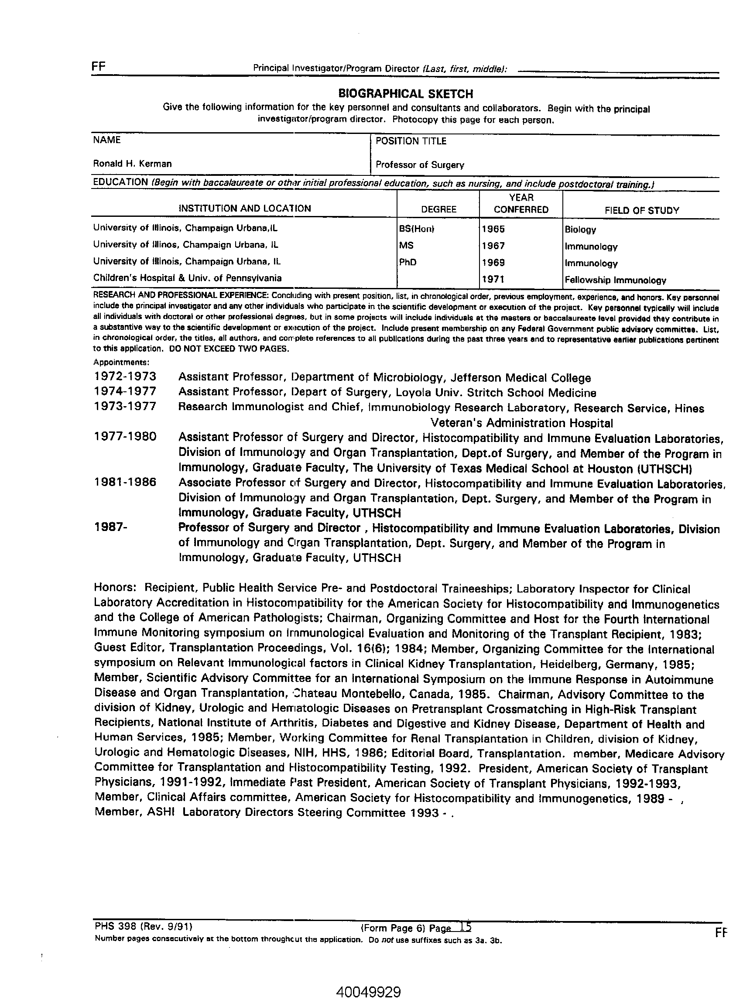 FF
Principal Investigator/Program Director (Last, first, middle):
BIOGRAPHICAL SKETCH
Give the following information for the key personnel and consultants and collaborators. Begin with the principal
investigator/program director. Photocopy this page for each person.
NAME
POSITION TITLE
Ronald H. Kerman
Professor of Surgery
EDUCATION (Begin with baccalaureate or other initial professional education, such as nursing, and include postdoctoral training.)
INSTITUTION AND LOCATION DEGREE YEAR CONFERRED FIELD OF STUDY
University of Illinois, Champaign Urbana,IL BS(Hon) 1965 Biology
University of Illinos, Champaign Urbana, IL MS 1967 Immunology
University of Illinois, Champaign Urbana, IL PhD 1969 Immunology
Children's Hospital & Univ. of Pennsylvania 1971 Fellowship Immunology
RESEARCH AND PROFESSIONAL EXPERIENCE: Concluding with present position, list, in chronological order, previous employment, experience, and honors. Key personnel
include the principal investigator and any other individuals who participate in the scientific development or execution of the project. Key personnel typically will include
all individuals with doctoral or other professional degrees, but in some projects will include individuals at the masters or baccalaureate level provided they contribute in
a substantive way to the scientific development or execution of the project. Include present membership on any Federal Government public advisory committee. List,
in chronological order, the titles, all authors, and complete references to all publications during the past three years and to representative earlier publications pertinent
to this application. DO NOT EXCEED TWO PAGES.
Appointments:
1972-1973 Assistant Professor, Department of Microbiology, Jefferson Medical College
1974-1977 Assistant Professor, Depart of Surgery, Loyola Univ. Stritch School Medicine
1973-1977 Research Immunologist and Chief, Immunobiology Research Laboratory, Research Service, Hines
Veteran's Administration Hospital
1977-1980 Assistant Professor of Surgery and Director, Histocompatibility and Immune Evaluation Laboratories,
Division of Immunology and Organ Transplantation, Dept.of Surgery, and Member of the Program in
Immunology, Graduate Faculty, The University of Texas Medical School at Houston (UTHSCH)
1981-1986 Associate Professor of Surgery and Director, Histocompatibility and Immune Evaluation Laboratories,
Division of Immunology and Organ Transplantation, Dept. Surgery, and Member of the Program in
Immunology, Graduate Faculty, UTHSCH
1987- Professor of Surgery and Director , Histocompatibility and Immune Evaluation Laboratories, Division
of Immunology and Organ Transplantation, Dept. Surgery, and Member of the Program in
Immunology, Graduate Faculty, UTHSCH
Honors: Recipient, Public Health Service Pre- and Postdoctoral Traineeships; Laboratory Inspector for Clinical
Laboratory Accreditation in Histocompatibility for the American Society for Histocompatibility and Immunogenetics
and the College of American Pathologists; Chairman, Organizing Committee and Host for the Fourth International
Immune Monitoring symposium on Immunological Evaluation and Monitoring of the Transplant Recipient, 1983;
Guest Editor, Transplantation Proceedings, Vol. 16(6); 1984; Member, Organizing Committee for the International
symposium on Relevant Immunological factors in Clinical Kidney Transplantation, Heidelberg, Germany, 1985;
Member, Scientific Advisory Committee for an International Symposium on the Immune Response in Autoimmune
Disease and Organ Transplantation, Chateau Montebello, Canada, 1985. Chairman, Advisory Committee to the
division of Kidney, Urologic and Hematologic Diseases on Pretransplant Crossmatching in High-Risk Transplant
Recipients, National Institute of Arthritis, Diabetes and Digestive and Kidney Disease, Department of Health and
Human Services, 1985; Member, Working Committee for Renal Transplantation in Children, division of Kidney,
Urologic and Hematologic Diseases, NIH, HHS, 1986; Editorial Board, Transplantation. member, Medicare Advisory
Committee for Transplantation and Histocompatibility Testing, 1992. President, American Society of Transplant
Physicians, 1991-1992, Immediate Past President, American Society of Transplant Physicians, 1992-1993,
Member, Clinical Affairs committee, American Society for Histocompatibility and Immunogenetics, 1989 - ,
Member, ASHI Laboratory Directors Steering Committee 1993 - .
PHS 398 (Rev. 9/91) (Form Page 6) Page 15 FF
Number pages consecutively at the bottom throughout the application. Do not use suffixes such as 3a, 3b.
40049929